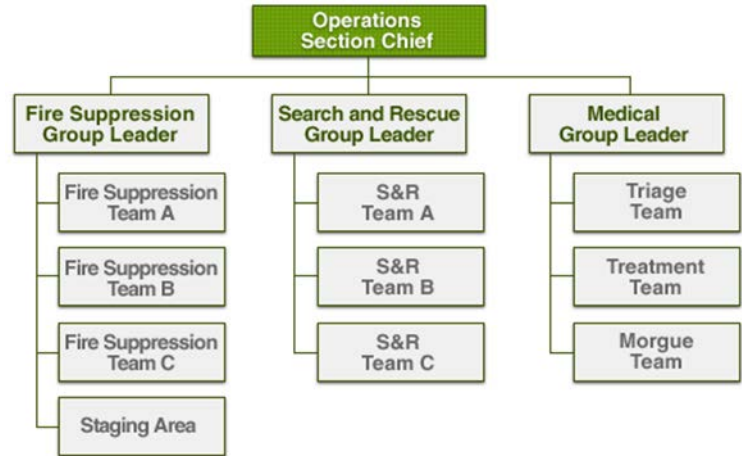 Operations
Section Chief
Fire Suppression
Group Leader
Fire Suppression
Team A
Fire Suppression
Team B
Fire Suppression
Team C
Staging Area
Search and Rescue
Group Leader
S&R
Team A
S&R
Team B
S&R
Team C
Medical
Group Leader
Triage
Team
Treatment
Team
Morgue
Team